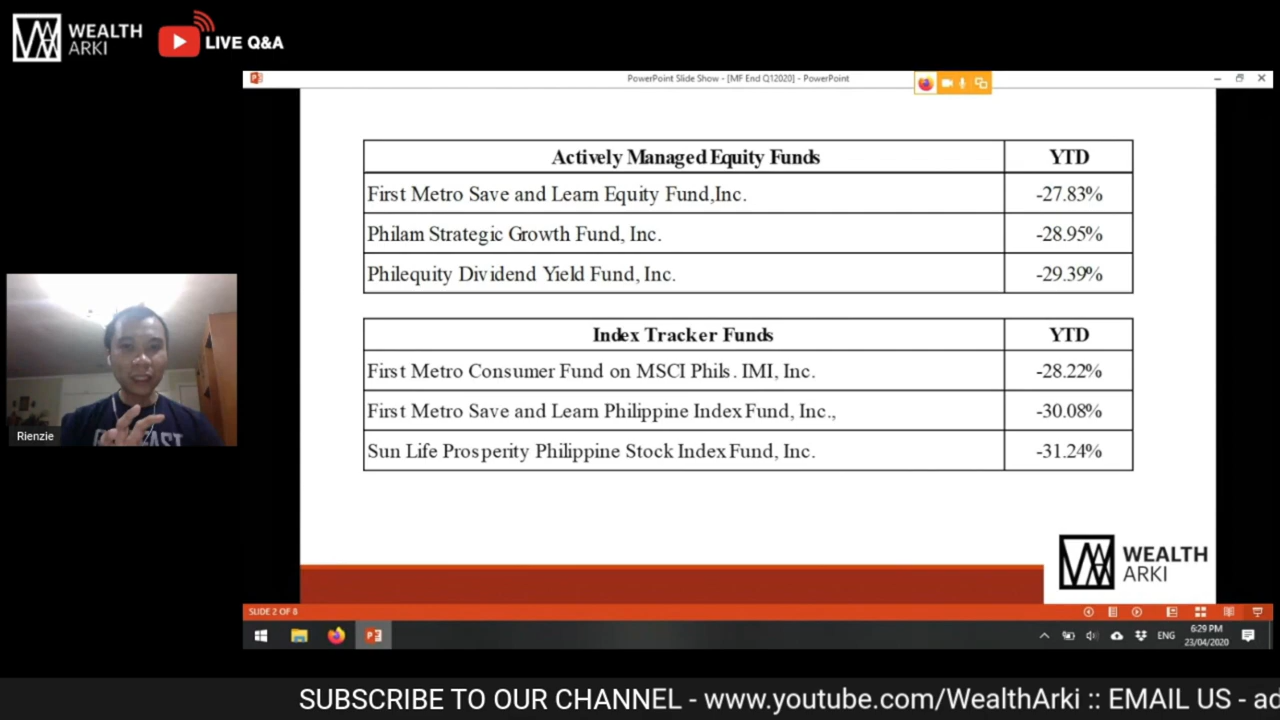 WEALTH
ARKI
LIVE Q&A
PowerPoint Slide Show - [MF End Q12020] - PowerPoint
Actively Managed Equity Funds YTD
First Metro Save and Learn Equity Fund,Inc. -27.83%
Philam Strategic Growth Fund, Inc. -28.95%
Philequity Dividend Yield Fund, Inc. -29.39%
Index Tracker Funds YTD
First Metro Consumer Fund on MSCI Phils. IMI, Inc. -28.22%
First Metro Save and Learn Philippine Index Fund, Inc., -30.08%
Sun Life Prosperity Philippine Stock Index Fund, Inc. -31.24%
Rienzie
WEALTH
ARKI
SLIDE 2 OF 8
ENG
6:29 PM
23/04/2020
SUBSCRIBE TO OUR CHANNEL - www.youtube.com/WealthArki :: EMAIL US - ad